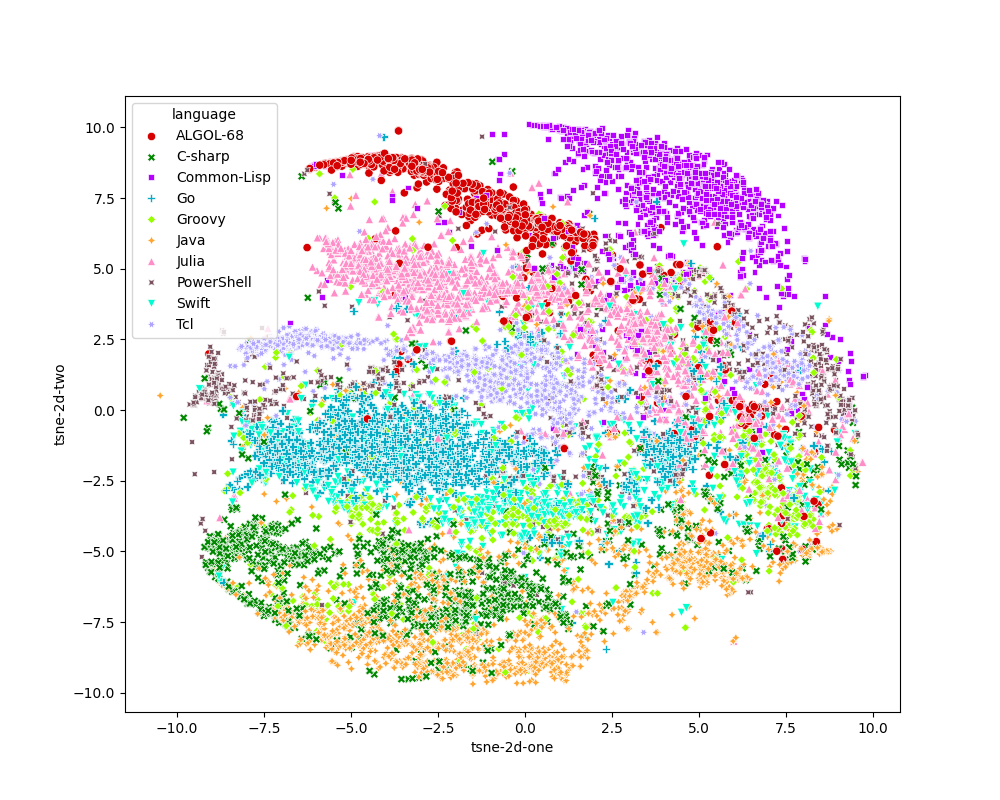 language
ALGOL-68
C-sharp
Common-Lisp
Go
Groovy
Java
Julia
PowerShell
Swift
Tcl
10.0
7.5
5.0
2.5
0.0
−2.5
−5.0
−7.5
−10.0
tsne-2d-two
−10.0 −7.5 −5.0 −2.5 0.0 2.5 5.0 7.5 10.0
tsne-2d-one